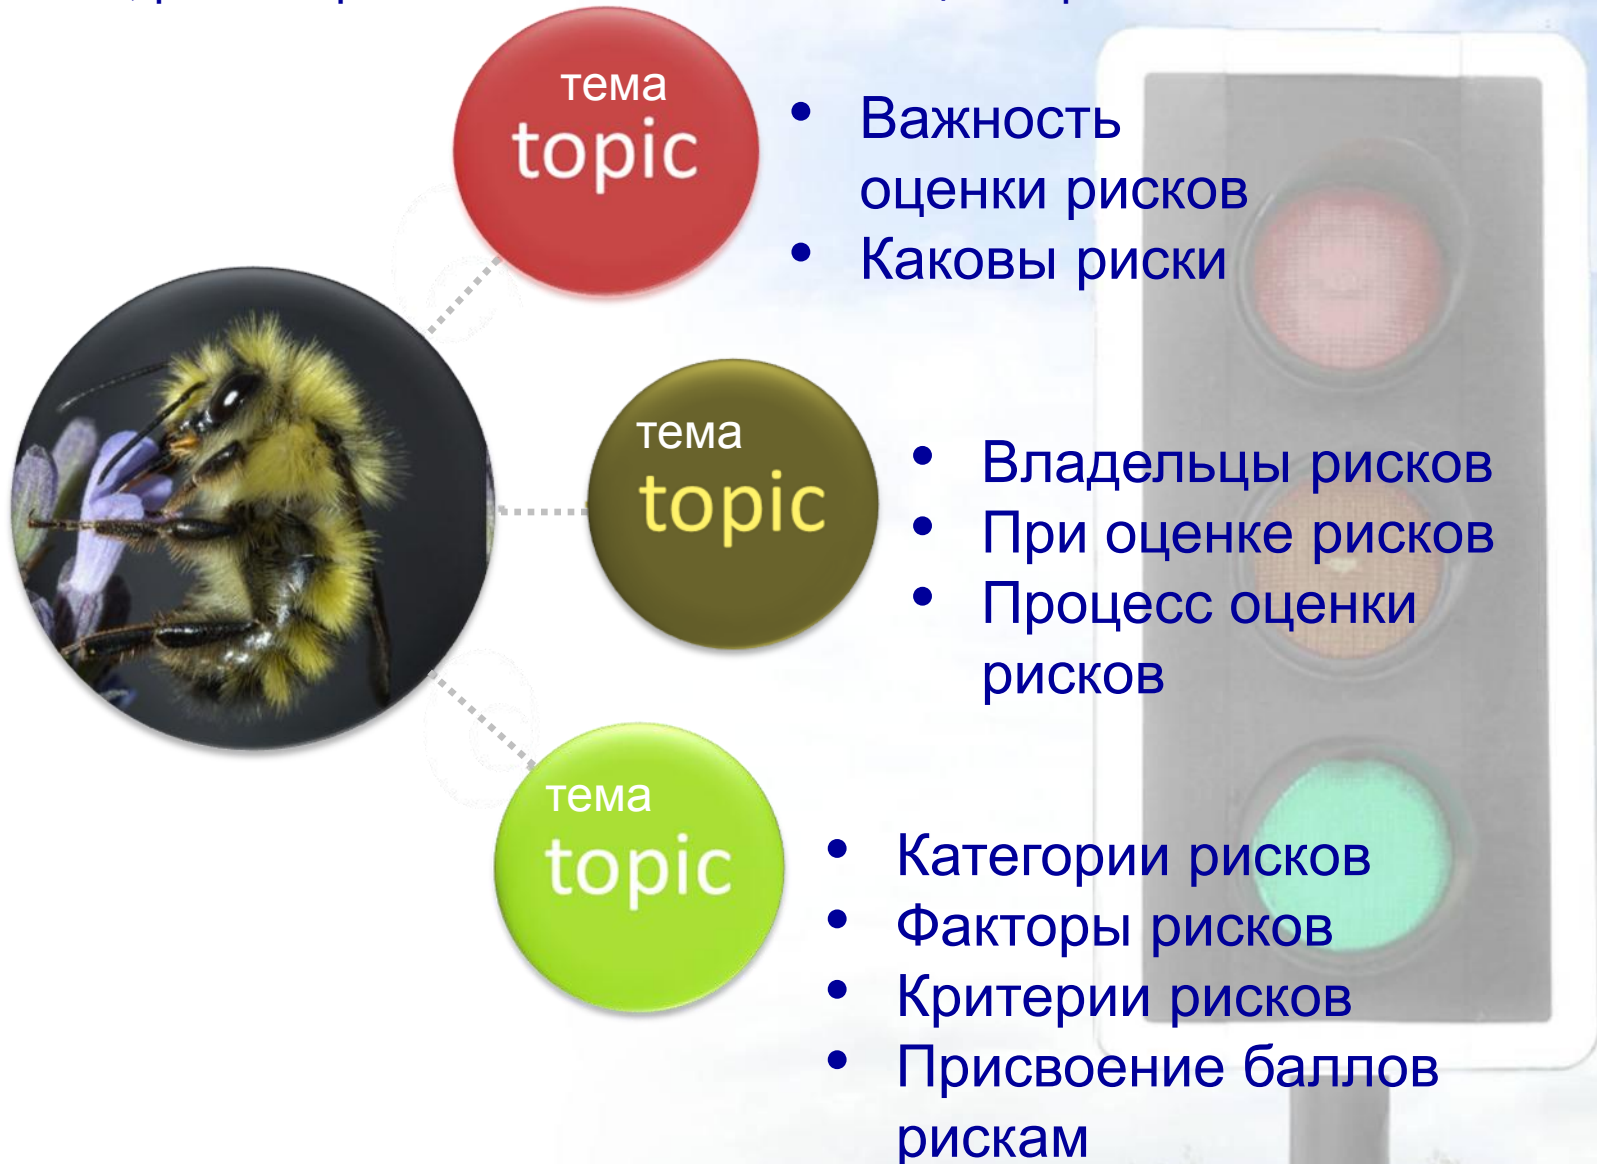 тема
topic
• Важность
оценки рисков
• Каковы риски
тема
topic
• Владельцы рисков
• При оценке рисков
• Процесс оценки
рисков
тема
topic
• Категории рисков
• Факторы рисков
• Критерии рисков
• Присвоение баллов
рискам